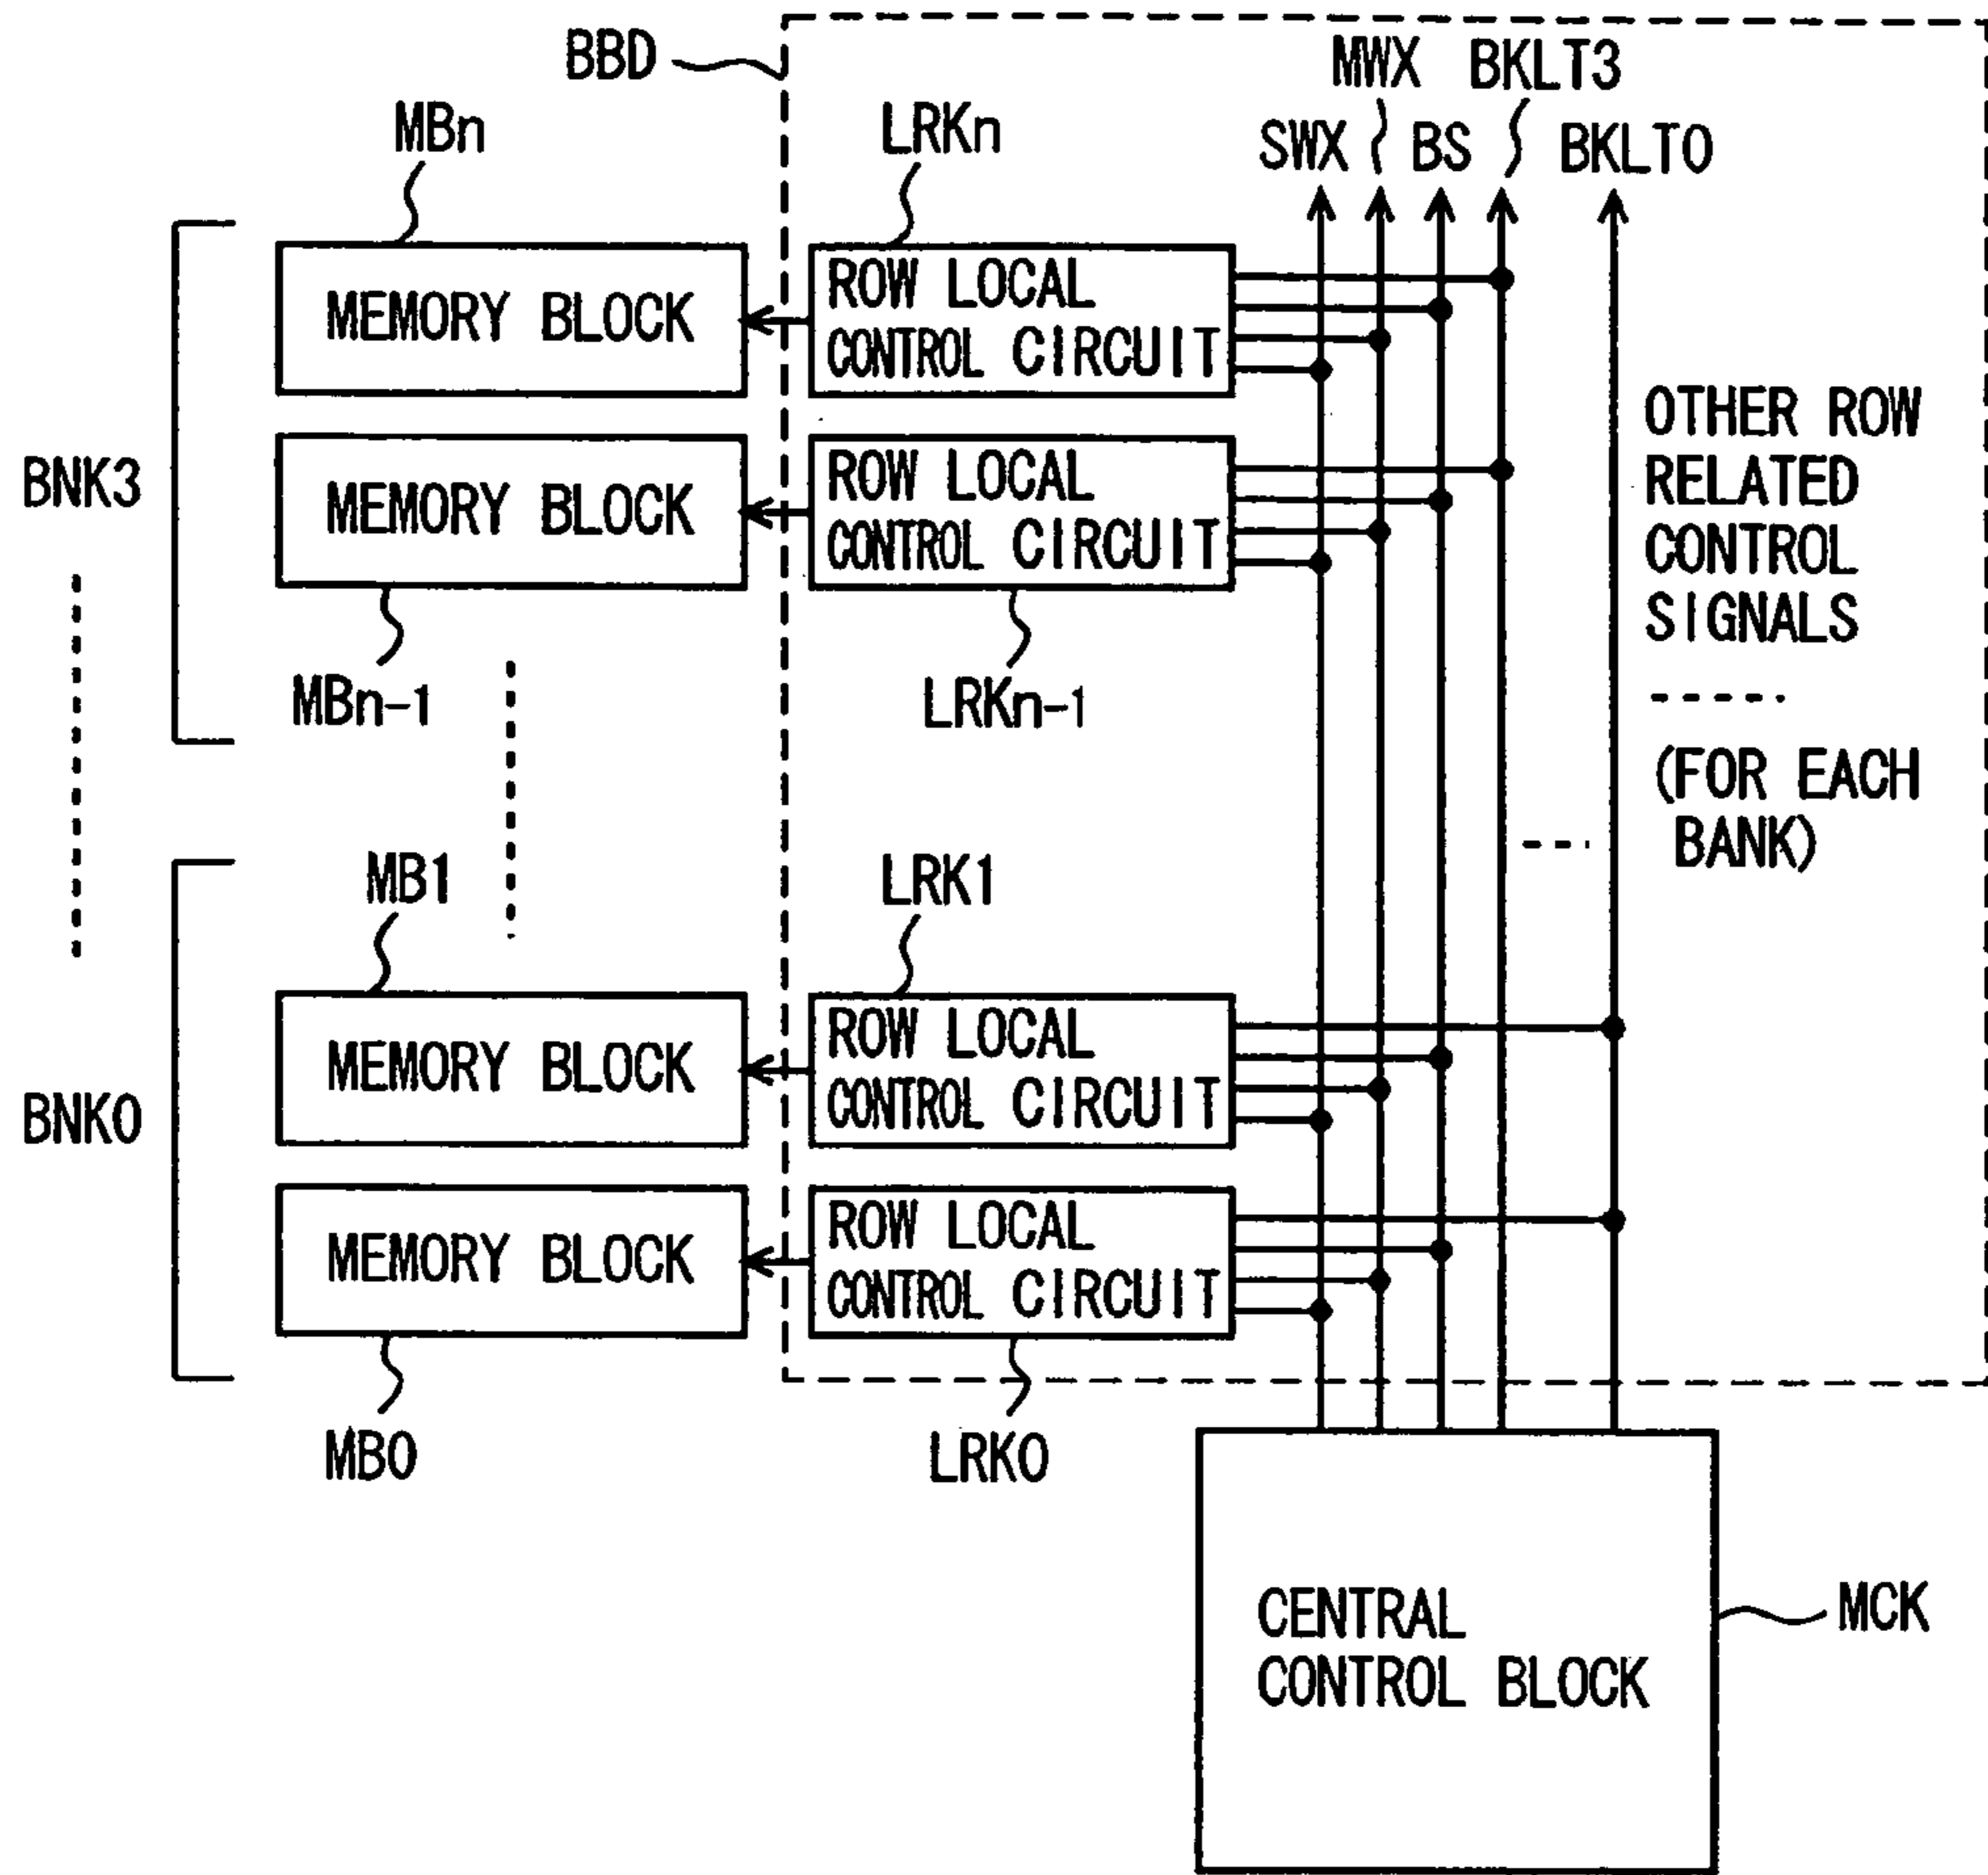 BBD
MWX BKLT3
SWX BS BKLT0
MBn
LRKn
MEMORY BLOCK
ROW LOCAL
CONTROL CIRCUIT
BNK3
MEMORY BLOCK
ROW LOCAL
CONTROL CIRCUIT
OTHER ROW
RELATED
CONTROL
SIGNALS
(FOR EACH
BANK)
MBn-1
LRKn-1
MB1
LRK1
BNK0
MEMORY BLOCK
ROW LOCAL
CONTROL CIRCUIT
MEMORY BLOCK
ROW LOCAL
CONTROL CIRCUIT
MB0
LRK0
CENTRAL
CONTROL BLOCK
MCK